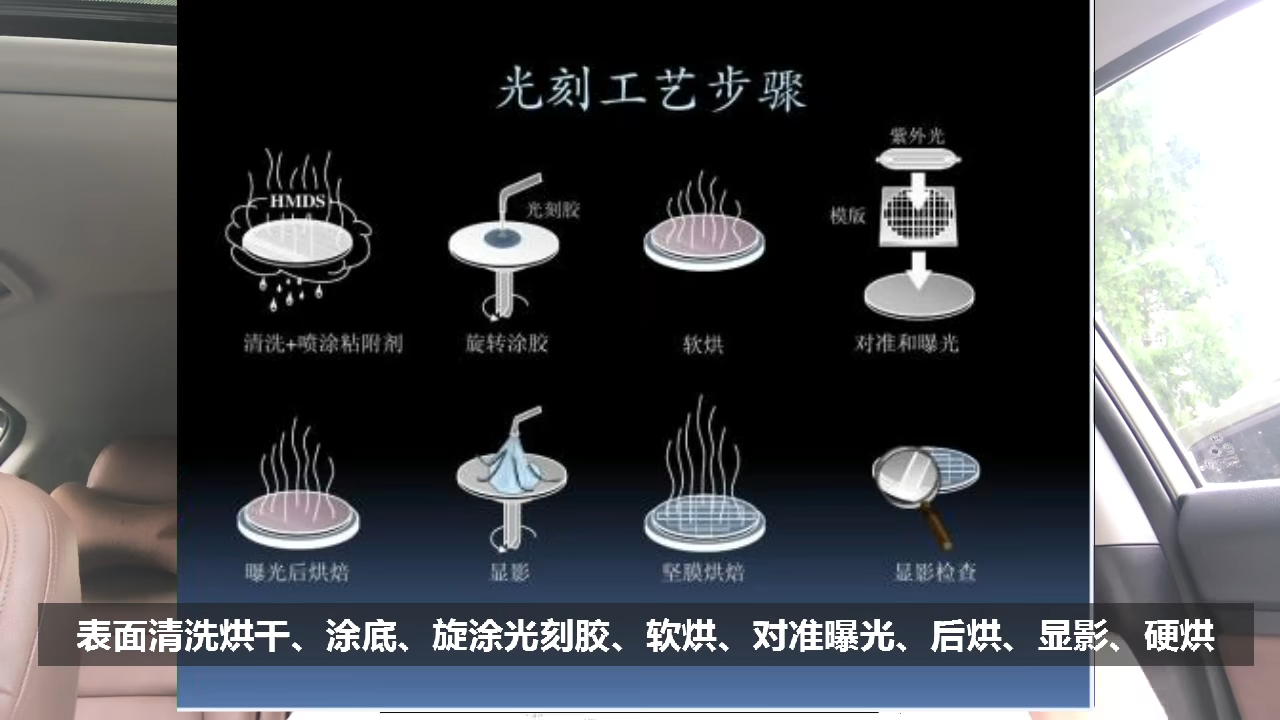 光刻工艺步骤
紫外光
HMDS
光刻胶
模版
清洗+喷涂粘附剂
旋转涂胶
软烘
对准和曝光
曝光后烘焙
显影
坚膜烘焙
显影检查
表面清洗烘干、涂底、旋涂光刻胶、软烘、对准曝光、后烘、显影、硬烘